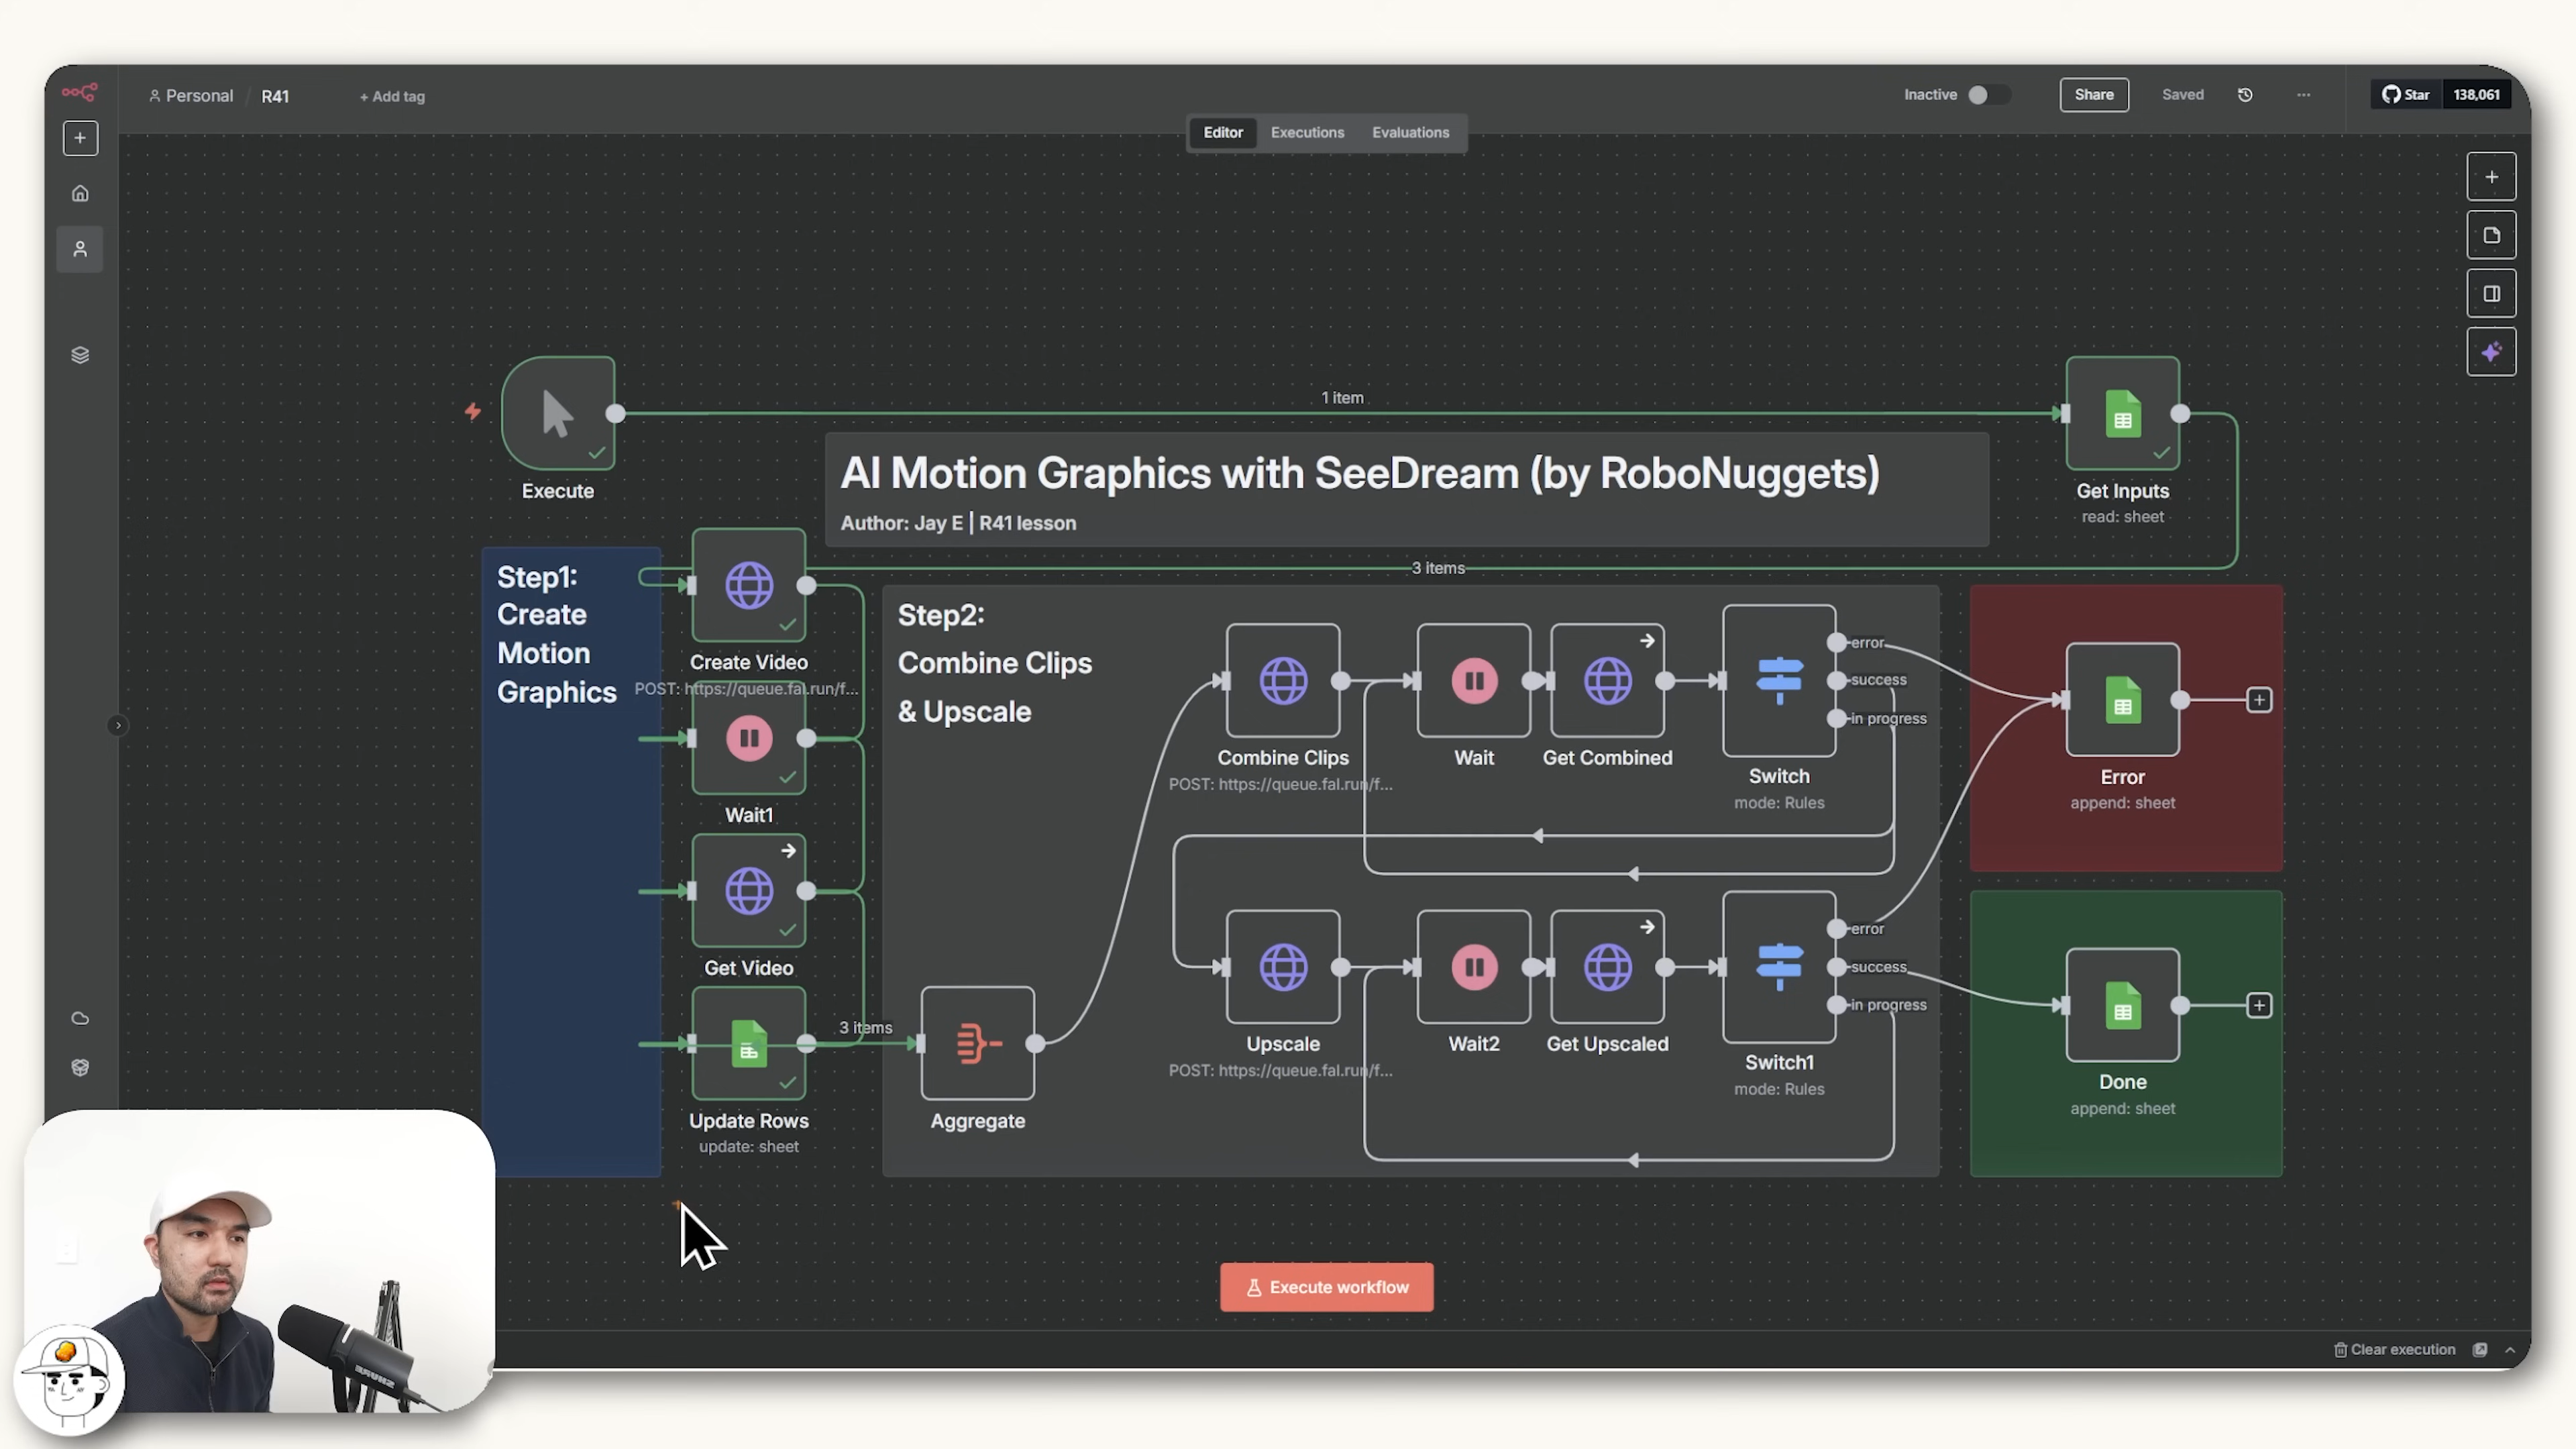 Personal / R41 + Add tag
Inactive Share Saved ... Star 138,061
Editor Executions Evaluations
1 item
Execute
AI Motion Graphics with SeeDream (by RoboNuggets)
Author: Jay E | R41 lesson
Get Inputs
read: sheet
3 items
Step1:
Create
Motion
Graphics
Create Video
POST: https://queue.fal.run/f...
Wait1
Get Video
Update Rows
update: sheet
3 items
Aggregate
Step2:
Combine Clips
& Upscale
Combine Clips
POST: https://queue.fal.run/f...
Wait
Get Combined
Switch
mode: Rules
error
success
in progress
Upscale
POST: https://queue.fal.run/f...
Wait2
Get Upscaled
Switch1
mode: Rules
error
success
in progress
Error
append: sheet
Done
append: sheet
Execute workflow
Clear execution
SHURE